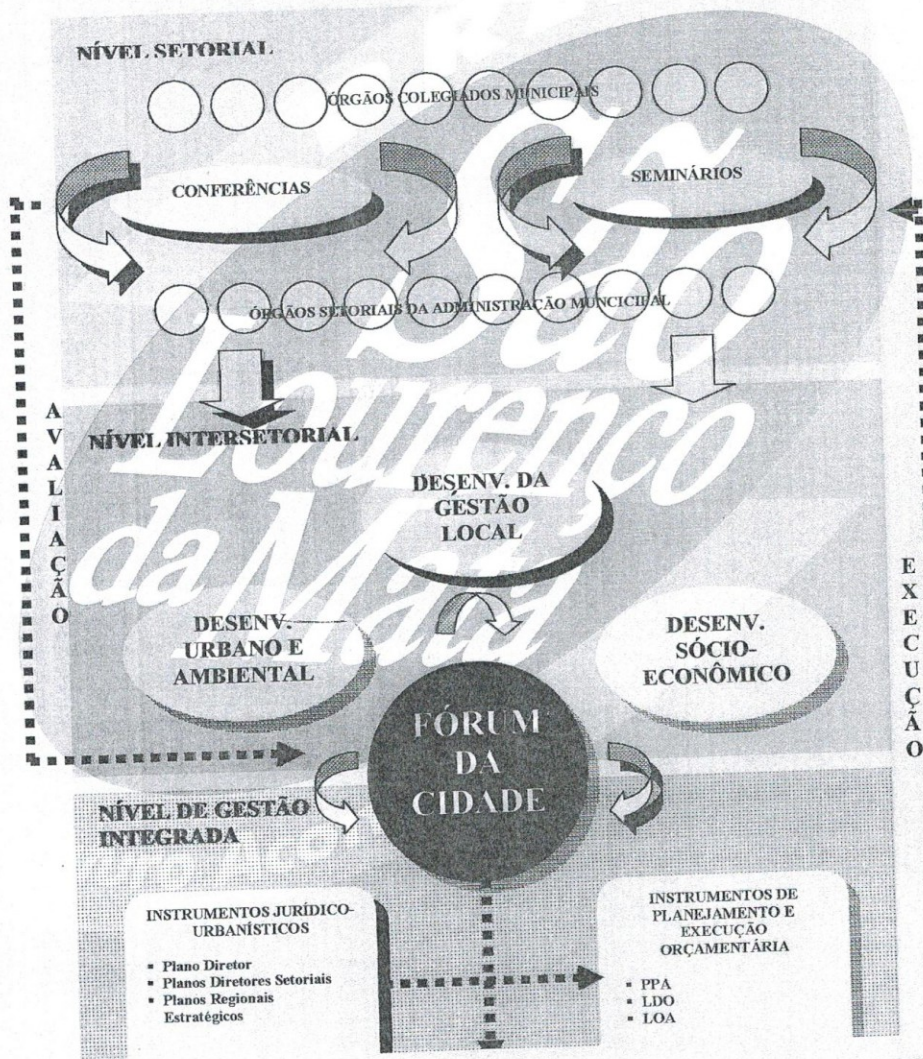 NÍVEL SETORIAL
ÓRGÃOS COLEGIADOS MUNICIPAIS
CONFERÊNCIAS
SEMINÁRIOS
ÓRGÃOS SETORIAIS DA ADMINISTRAÇÃO MUNCICIPAL
São
Lourenço
da Mata
AVALIAÇÃO
NÍVEL INTERSETORIAL
DESENV. DA
GESTÃO
LOCAL
DESENV.
URBANO E
AMBIENTAL
DESENV.
SÓCIO-
ECONÔMICO
EXECUÇÃO
FÓRUM
DA
CIDADE
NÍVEL DE GESTÃO
INTEGRADA
INSTRUMENTOS JURÍDICO-
URBANÍSTICOS
▪ Plano Diretor
▪ Planos Diretores Setoriais
▪ Planos Regionais
Estratégicos
INSTRUMENTOS DE
PLANEJAMENTO E
EXECUÇÃO
ORÇAMENTÁRIA
▪ PPA
▪ LDO
▪ LOA